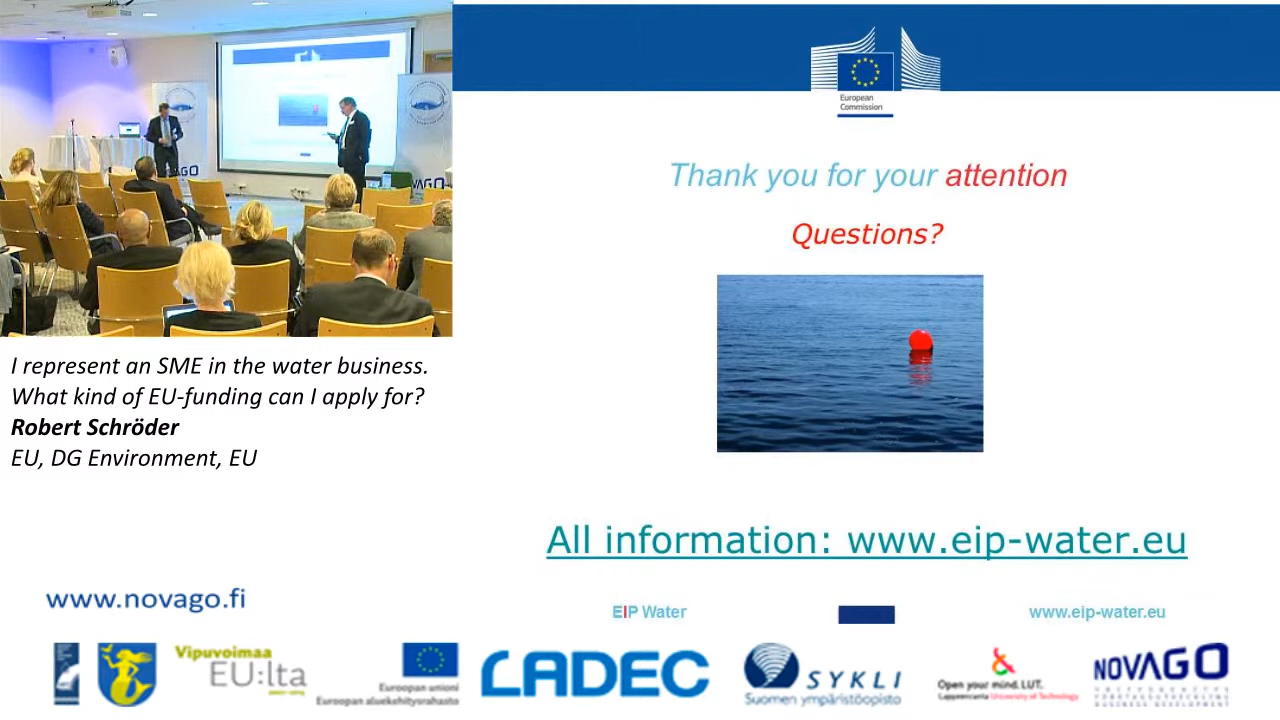 NOVAGO
I represent an SME in the water business.
What kind of EU-funding can I apply for?
Robert Schröder
EU, DG Environment, EU
European
Commission
Thank you for your attention
Questions?
All information: www.eip-water.eu
www.novago.fi
EIP Water
www.eip-water.eu
Vipuvoimaa
EU:lta
Euroopan unioni
Euroopan aluekehitysrahasto
LADEC
SYKLI
Suomen ympäristöopisto
Open your mind. LUT.
Lappeenranta University of Technology
NOVAGO
BUSINESS DEVELOPMENT